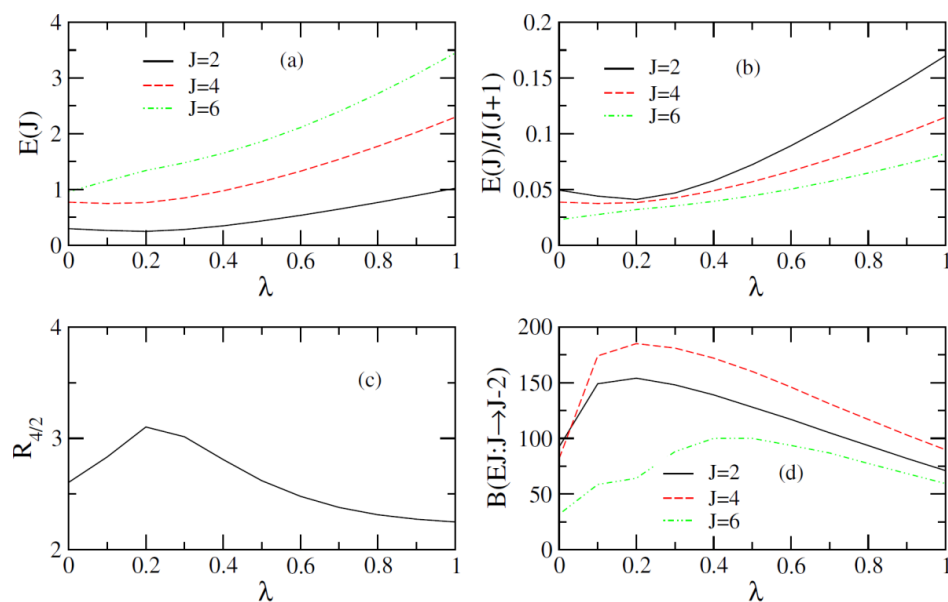 4
3
2
1
0
E(J)
J=2
J=4
J=6
(a)
0 0.2 0.4 0.6 0.8 1
λ
0.2
0.15
0.1
0.05
0
E(J)/J(J+1)
J=2
J=4
J=6
(b)
0 0.2 0.4 0.6 0.8 1
λ
4
3
2
R4/2
(c)
0 0.2 0.4 0.6 0.8 1
λ
200
150
100
50
0
B(EJ:J→J-2)
J=2
J=4
J=6
(d)
0 0.2 0.4 0.6 0.8 1
λ